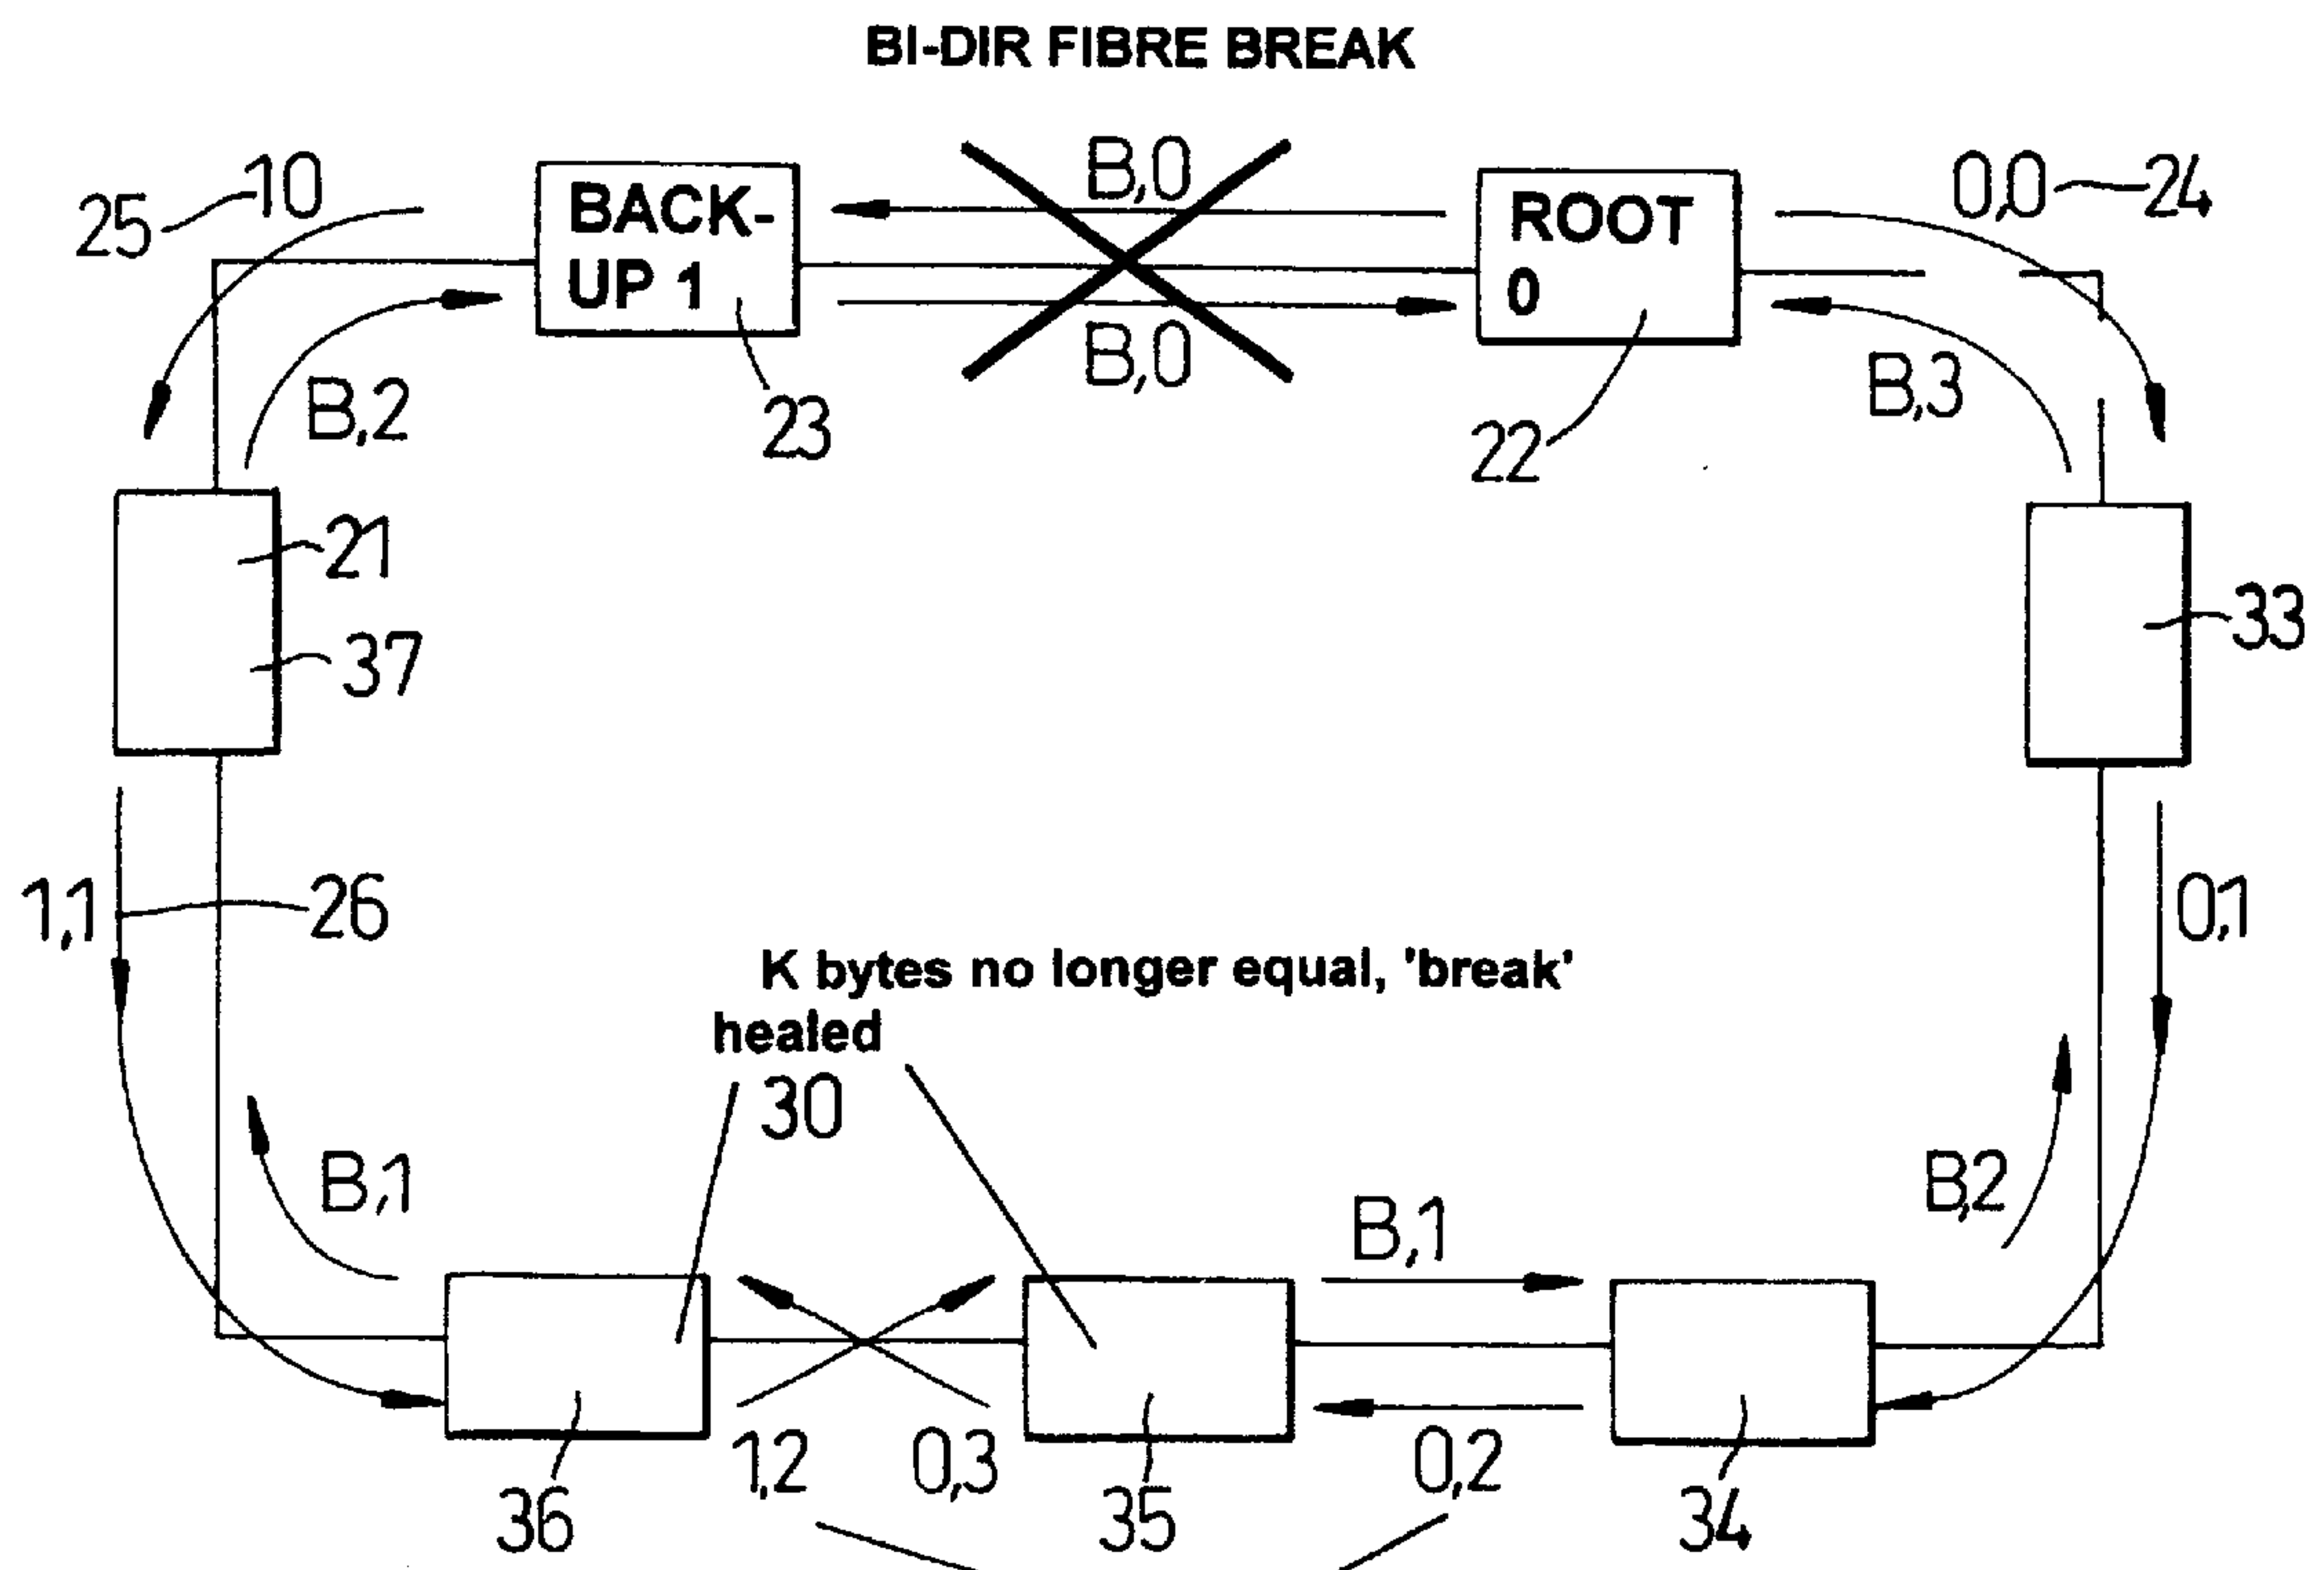 BI-DIR FIBRE BREAK
25
10
BACK-
UP 1
B,0
B,0
ROOT
0
0,0
24
B,2
23
22
B,3
21
37
33
1,1
26
0,1
K bytes no longer equal, 'break'
healed
30
B,1
B,1
B,2
1,2
0,3
0,2
36
35
34